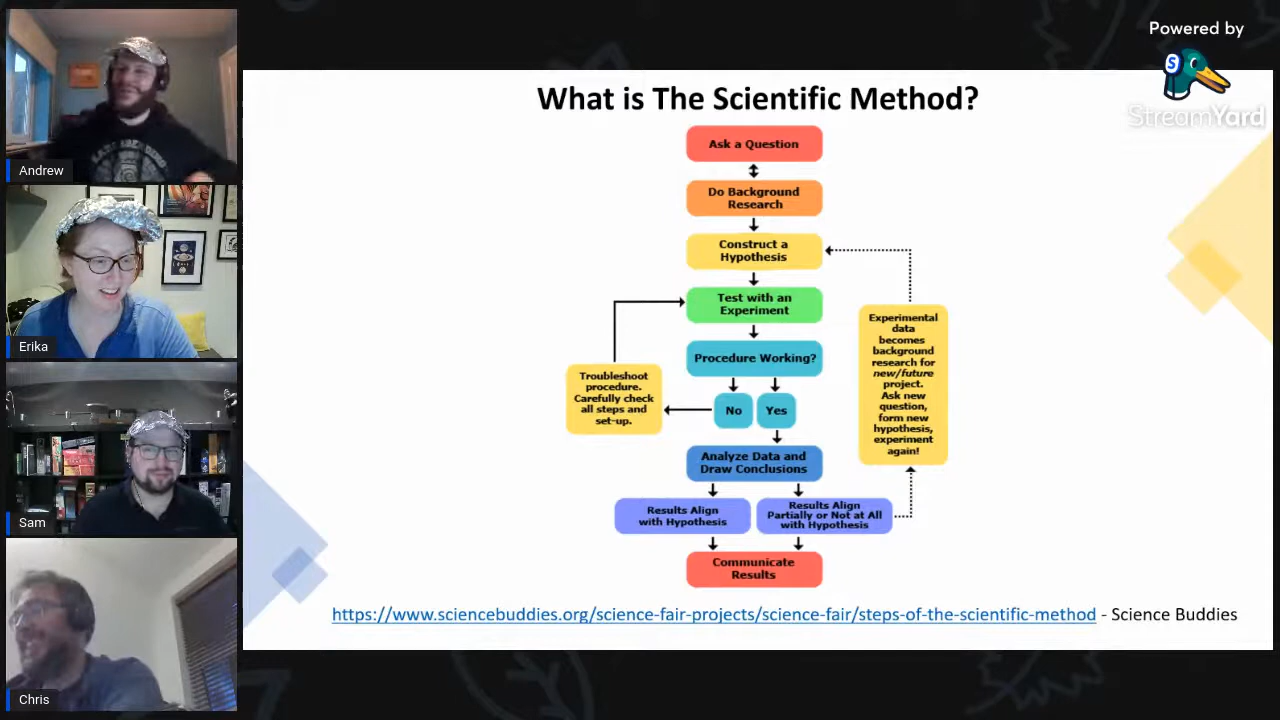 Powered by
S
StreamYard
Andrew
Erika
Sam
Chris
What is The Scientific Method?
Ask a Question
Do Background
Research
Construct a
Hypothesis
Test with an
Experiment
Procedure Working?
No
Yes
Troubleshoot
procedure.
Carefully check
all steps and
set-up.
Analyze Data and
Draw Conclusions
Results Align
with Hypothesis
Results Align
Partially or Not at All
with Hypothesis
Experimental
data
becomes
background
research for
new/future
project.
Ask new
question,
form new
hypothesis,
experiment
again!
Communicate
Results
https://www.sciencebuddies.org/science-fair-projects/science-fair/steps-of-the-scientific-method - Science Buddies